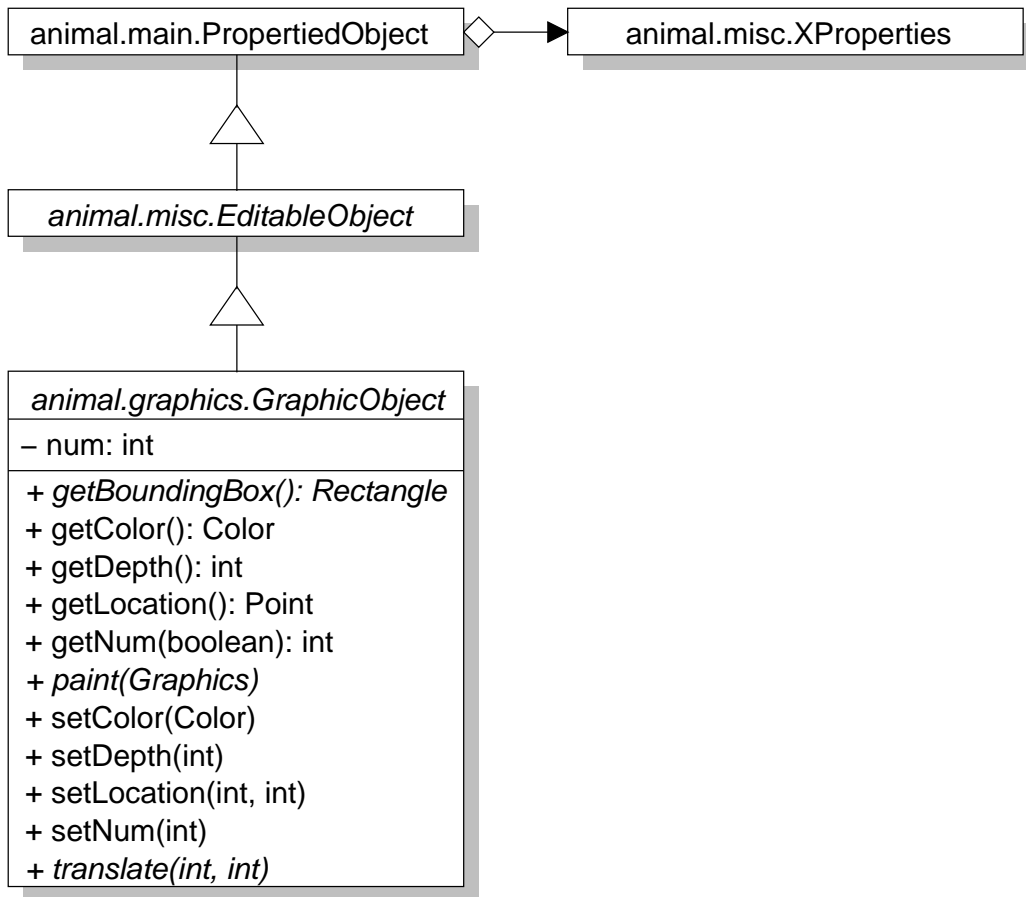 animal.main.PropertiedObject
animal.misc.XProperties
animal.misc.EditableObject
animal.graphics.GraphicObject
– num: int
+ getBoundingBox(): Rectangle
+ getColor(): Color
+ getDepth(): int
+ getLocation(): Point
+ getNum(boolean): int
+ paint(Graphics)
+ setColor(Color)
+ setDepth(int)
+ setLocation(int, int)
+ setNum(int)
+ translate(int, int)